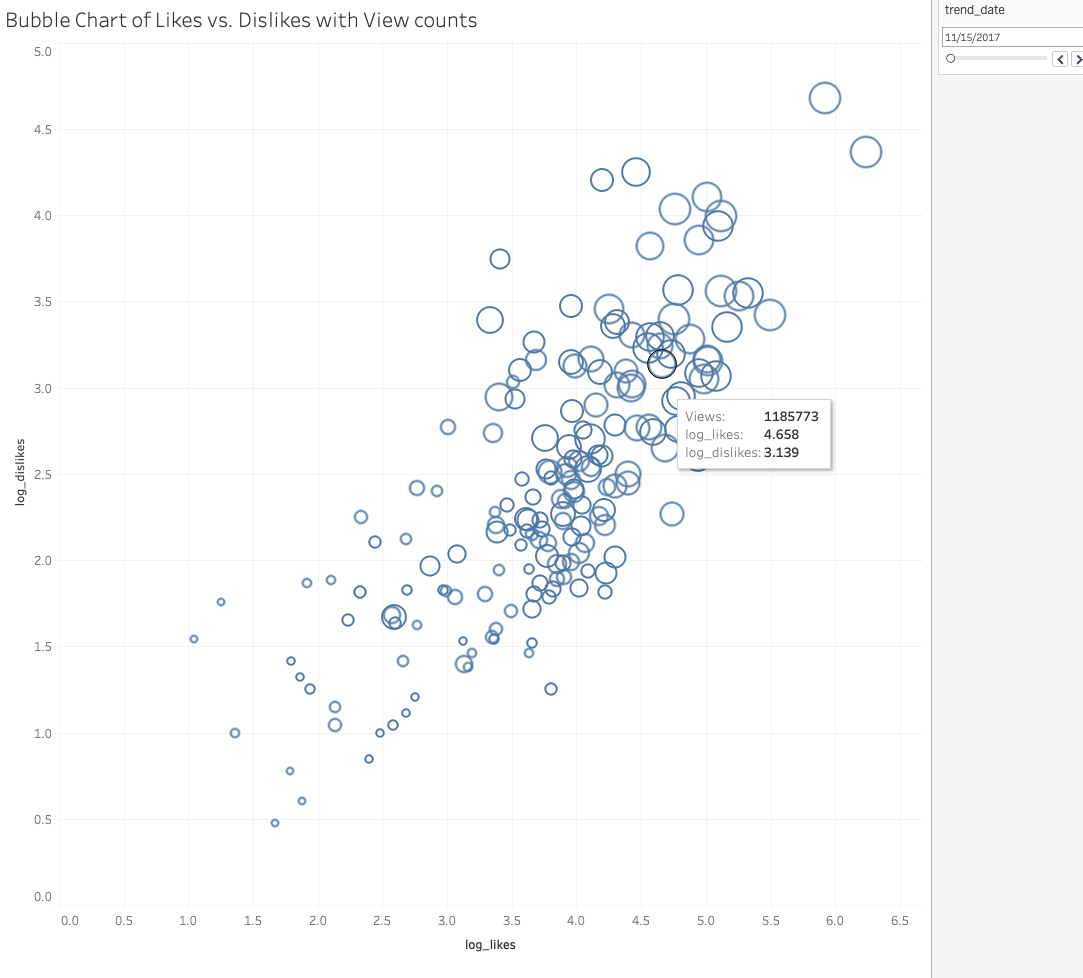 Bubble Chart of Likes vs. Dislikes with View counts
trend_date
11/15/2017
5.0
4.5
4.0
3.5
3.0
2.5
2.0
1.5
1.0
0.5
0.0
log_dislikes
Views: 1185773
log_likes: 4.658
log_dislikes: 3.139
0.0 0.5 1.0 1.5 2.0 2.5 3.0 3.5 4.0 4.5 5.0 5.5 6.0 6.5
log_likes